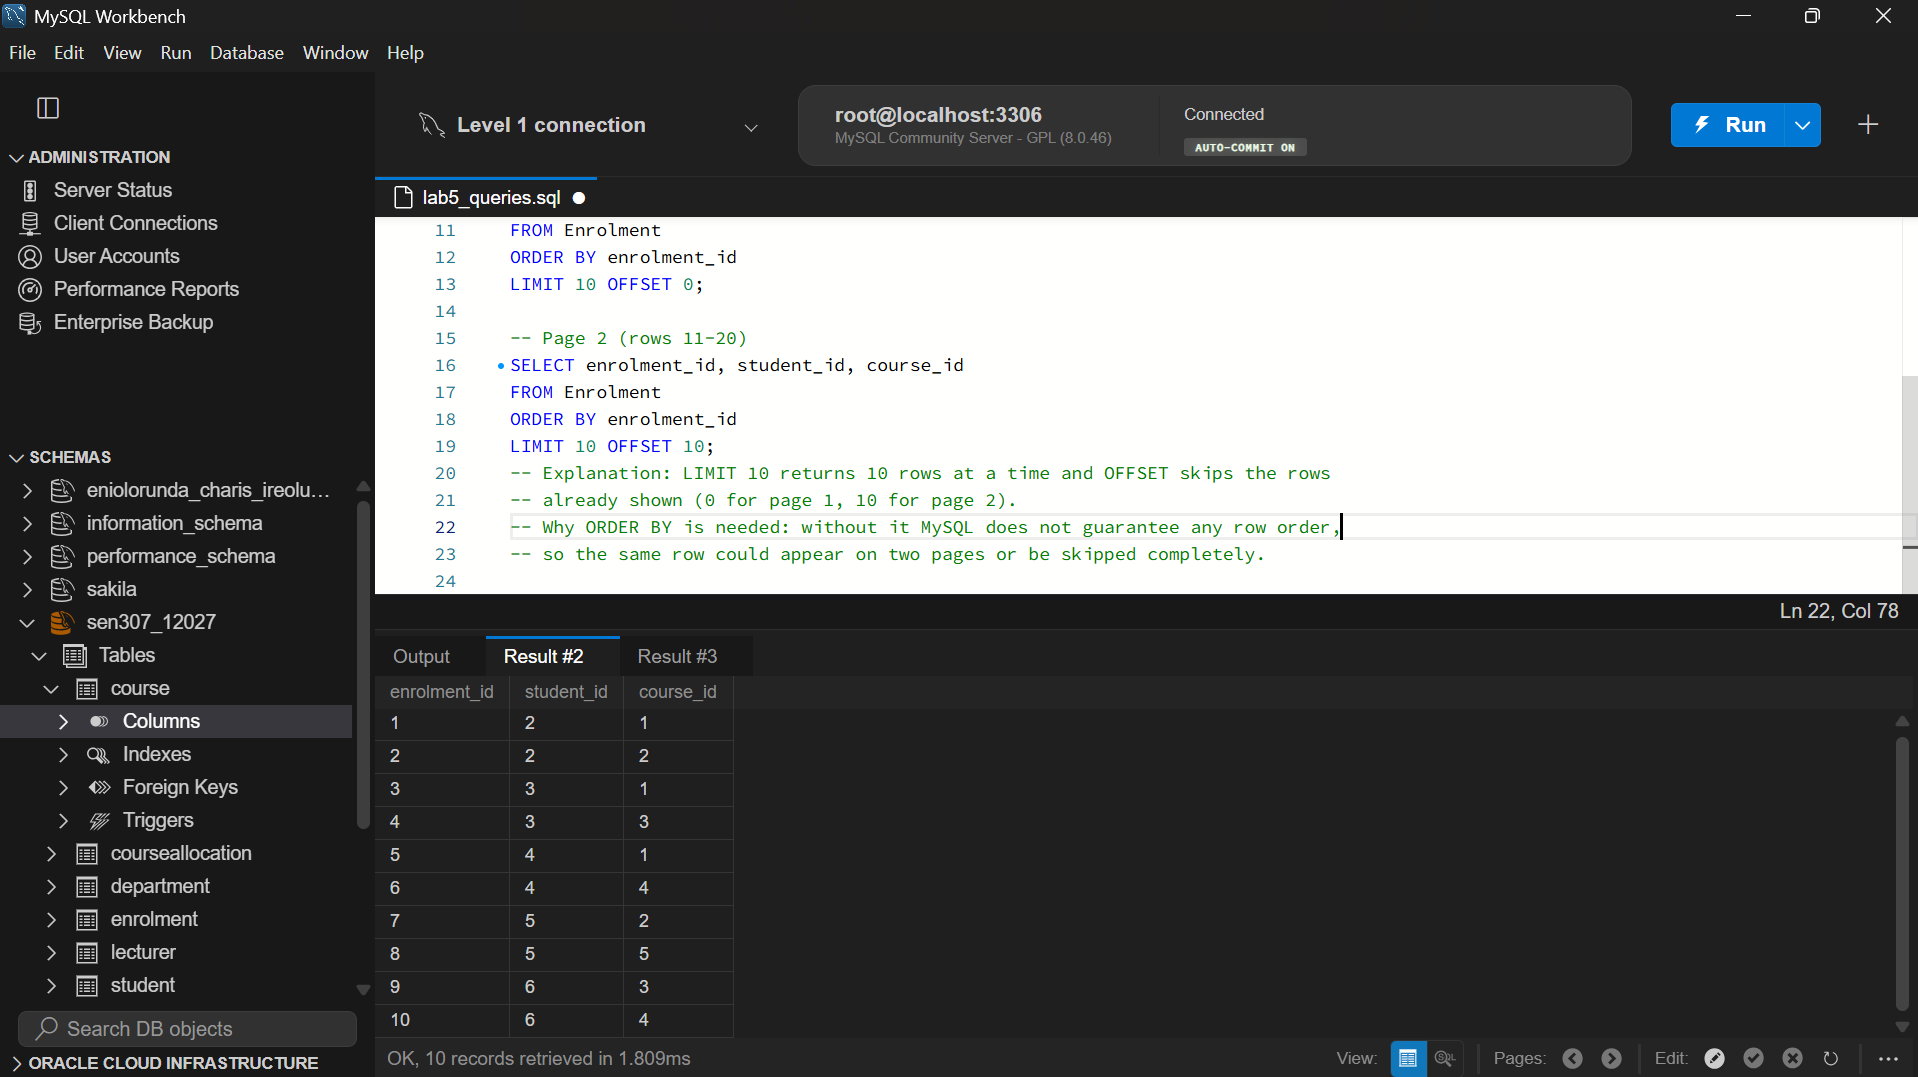 MySQL Workbench
File Edit View Run Database Window Help
ADMINISTRATION
Server Status
Client Connections
User Accounts
Performance Reports
Enterprise Backup
SCHEMAS
eniolorunda_charis_ireolu...
information_schema
performance_schema
sakila
sen307_12027
Tables
course
Columns
Indexes
Foreign Keys
Triggers
courseallocation
department
enrolment
lecturer
student
Search DB objects
ORACLE CLOUD INFRASTRUCTURE
Level 1 connection
root@localhost:3306
MySQL Community Server - GPL (8.0.46)
Connected
AUTO-COMMIT ON
Run
lab5_queries.sql
11 FROM Enrolment
12 ORDER BY enrolment_id
13 LIMIT 10 OFFSET 0;
14
15 -- Page 2 (rows 11-20)
16 SELECT enrolment_id, student_id, course_id
17 FROM Enrolment
18 ORDER BY enrolment_id
19 LIMIT 10 OFFSET 10;
20 -- Explanation: LIMIT 10 returns 10 rows at a time and OFFSET skips the rows
21 -- already shown (0 for page 1, 10 for page 2).
22 -- Why ORDER BY is needed: without it MySQL does not guarantee any row order,
23 -- so the same row could appear on two pages or be skipped completely.
24
Ln 22, Col 78
Output Result #2 Result #3
enrolment_id student_id course_id
1 2 1
2 2 2
3 3 1
4 3 3
5 4 1
6 4 4
7 5 2
8 5 5
9 6 3
10 6 4
OK, 10 records retrieved in 1.809ms
View: SQL Pages: Edit: ...